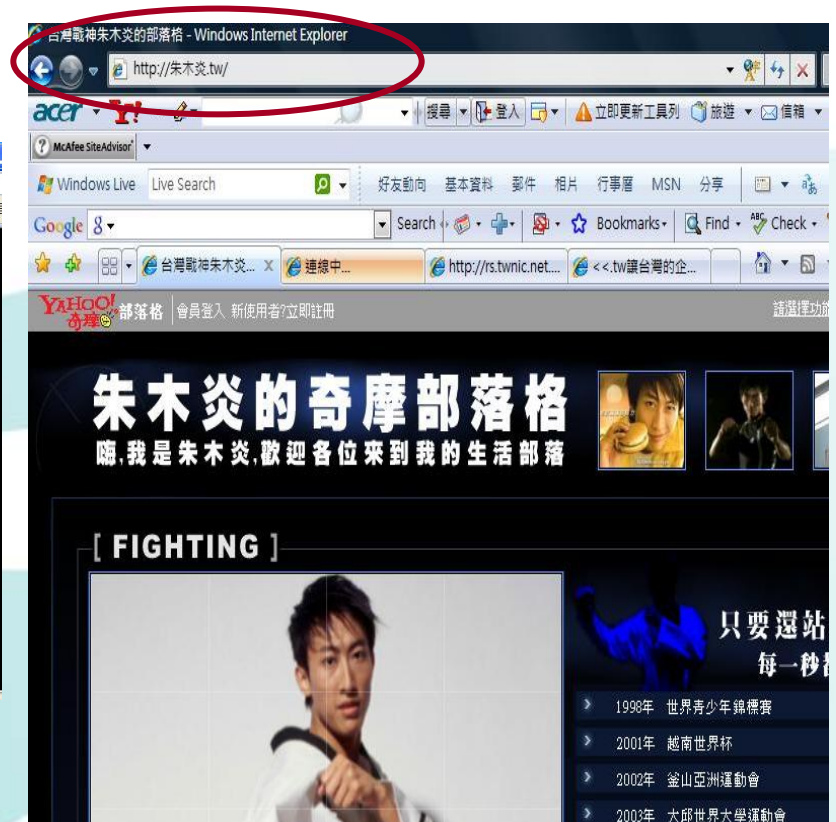 台灣戰神朱木炎的部落格 - Windows Internet Explorer
http://朱木炎.tw/
acer Y! 搜尋 登入 立即更新工具列 旅遊 信箱
McAfee SiteAdvisor
Windows Live Live Search 好友動向 基本資料 郵件 相片 行事曆 MSN 分享
Google Search Bookmarks Find ABC Check
台灣戰神朱木炎... X 連線中... http://rs.twnic.net.... <<.tw讓台灣的企...
YAHOO!奇摩 部落格 會員登入 新使用者?立即註冊 請選擇功能
朱木炎的奇摩部落格
嗨,我是朱木炎,歡迎各位來到我的生活部落
[ FIGHTING ]
只要還站
每一秒
1998年 世界青少年錦標賽
2001年 越南世界杯
2002年 釜山亞洲運動會
2003年 大邱世界大學運動會